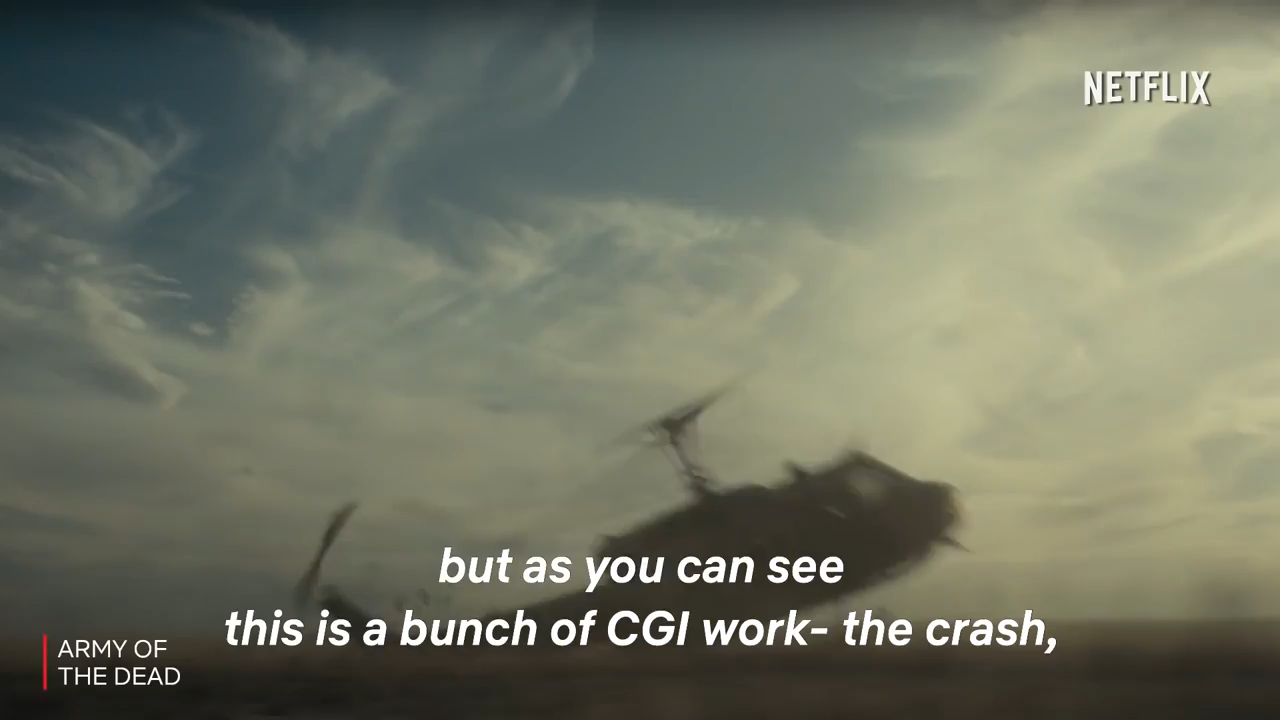 NETFLIX
but as you can see
this is a bunch of CGI work- the crash,
ARMY OF
THE DEAD